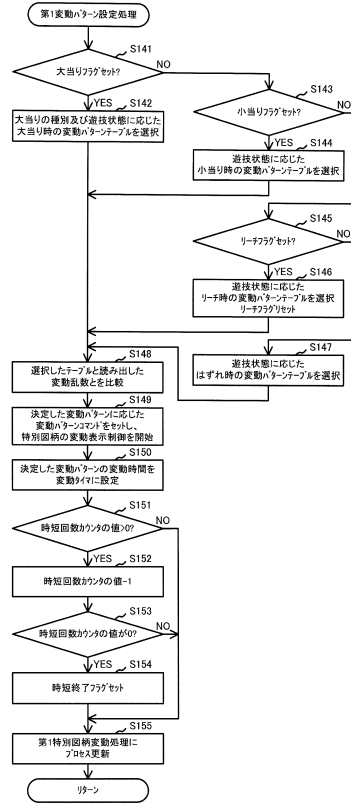 第1変動ﾊﾟﾀｰﾝ設定処理
S141
大当りﾌﾗｸﾞｾｯﾄ?
NO
YES
S142
大当りの種別及び遊技状態に応じた
大当り時の変動ﾊﾟﾀｰﾝﾃｰﾌﾞﾙを選択
S143
小当りﾌﾗｸﾞｾｯﾄ?
NO
YES
S144
遊技状態に応じた
小当り時の変動ﾊﾟﾀｰﾝﾃｰﾌﾞﾙを選択
S145
ﾘｰﾁﾌﾗｸﾞｾｯﾄ?
NO
YES
S146
遊技状態に応じた
ﾘｰﾁ時の変動ﾊﾟﾀｰﾝﾃｰﾌﾞﾙを選択
ﾘｰﾁﾌﾗｸﾞﾘｾｯﾄ
S147
遊技状態に応じた
はずれ時の変動ﾊﾟﾀｰﾝﾃｰﾌﾞﾙを選択
S148
選択したﾃｰﾌﾞﾙと読み出した
変動乱数とを比較
S149
決定した変動ﾊﾟﾀｰﾝに応じた
変動ﾊﾟﾀｰﾝｺﾏﾝﾄﾞをｾｯﾄし、
特別図柄の変動表示制御を開始
S150
決定した変動ﾊﾟﾀｰﾝの変動時間を
変動ﾀｲﾏに設定
S151
時短回数ｶｳﾝﾀの値>0?
NO
YES
S152
時短回数ｶｳﾝﾀの値-1
S153
時短回数ｶｳﾝﾀの値が0?
NO
YES
S154
時短終了ﾌﾗｸﾞｾｯﾄ
S155
第1特別図柄変動処理に
ﾌﾟﾛｾｽ更新
ﾘﾀｰﾝ